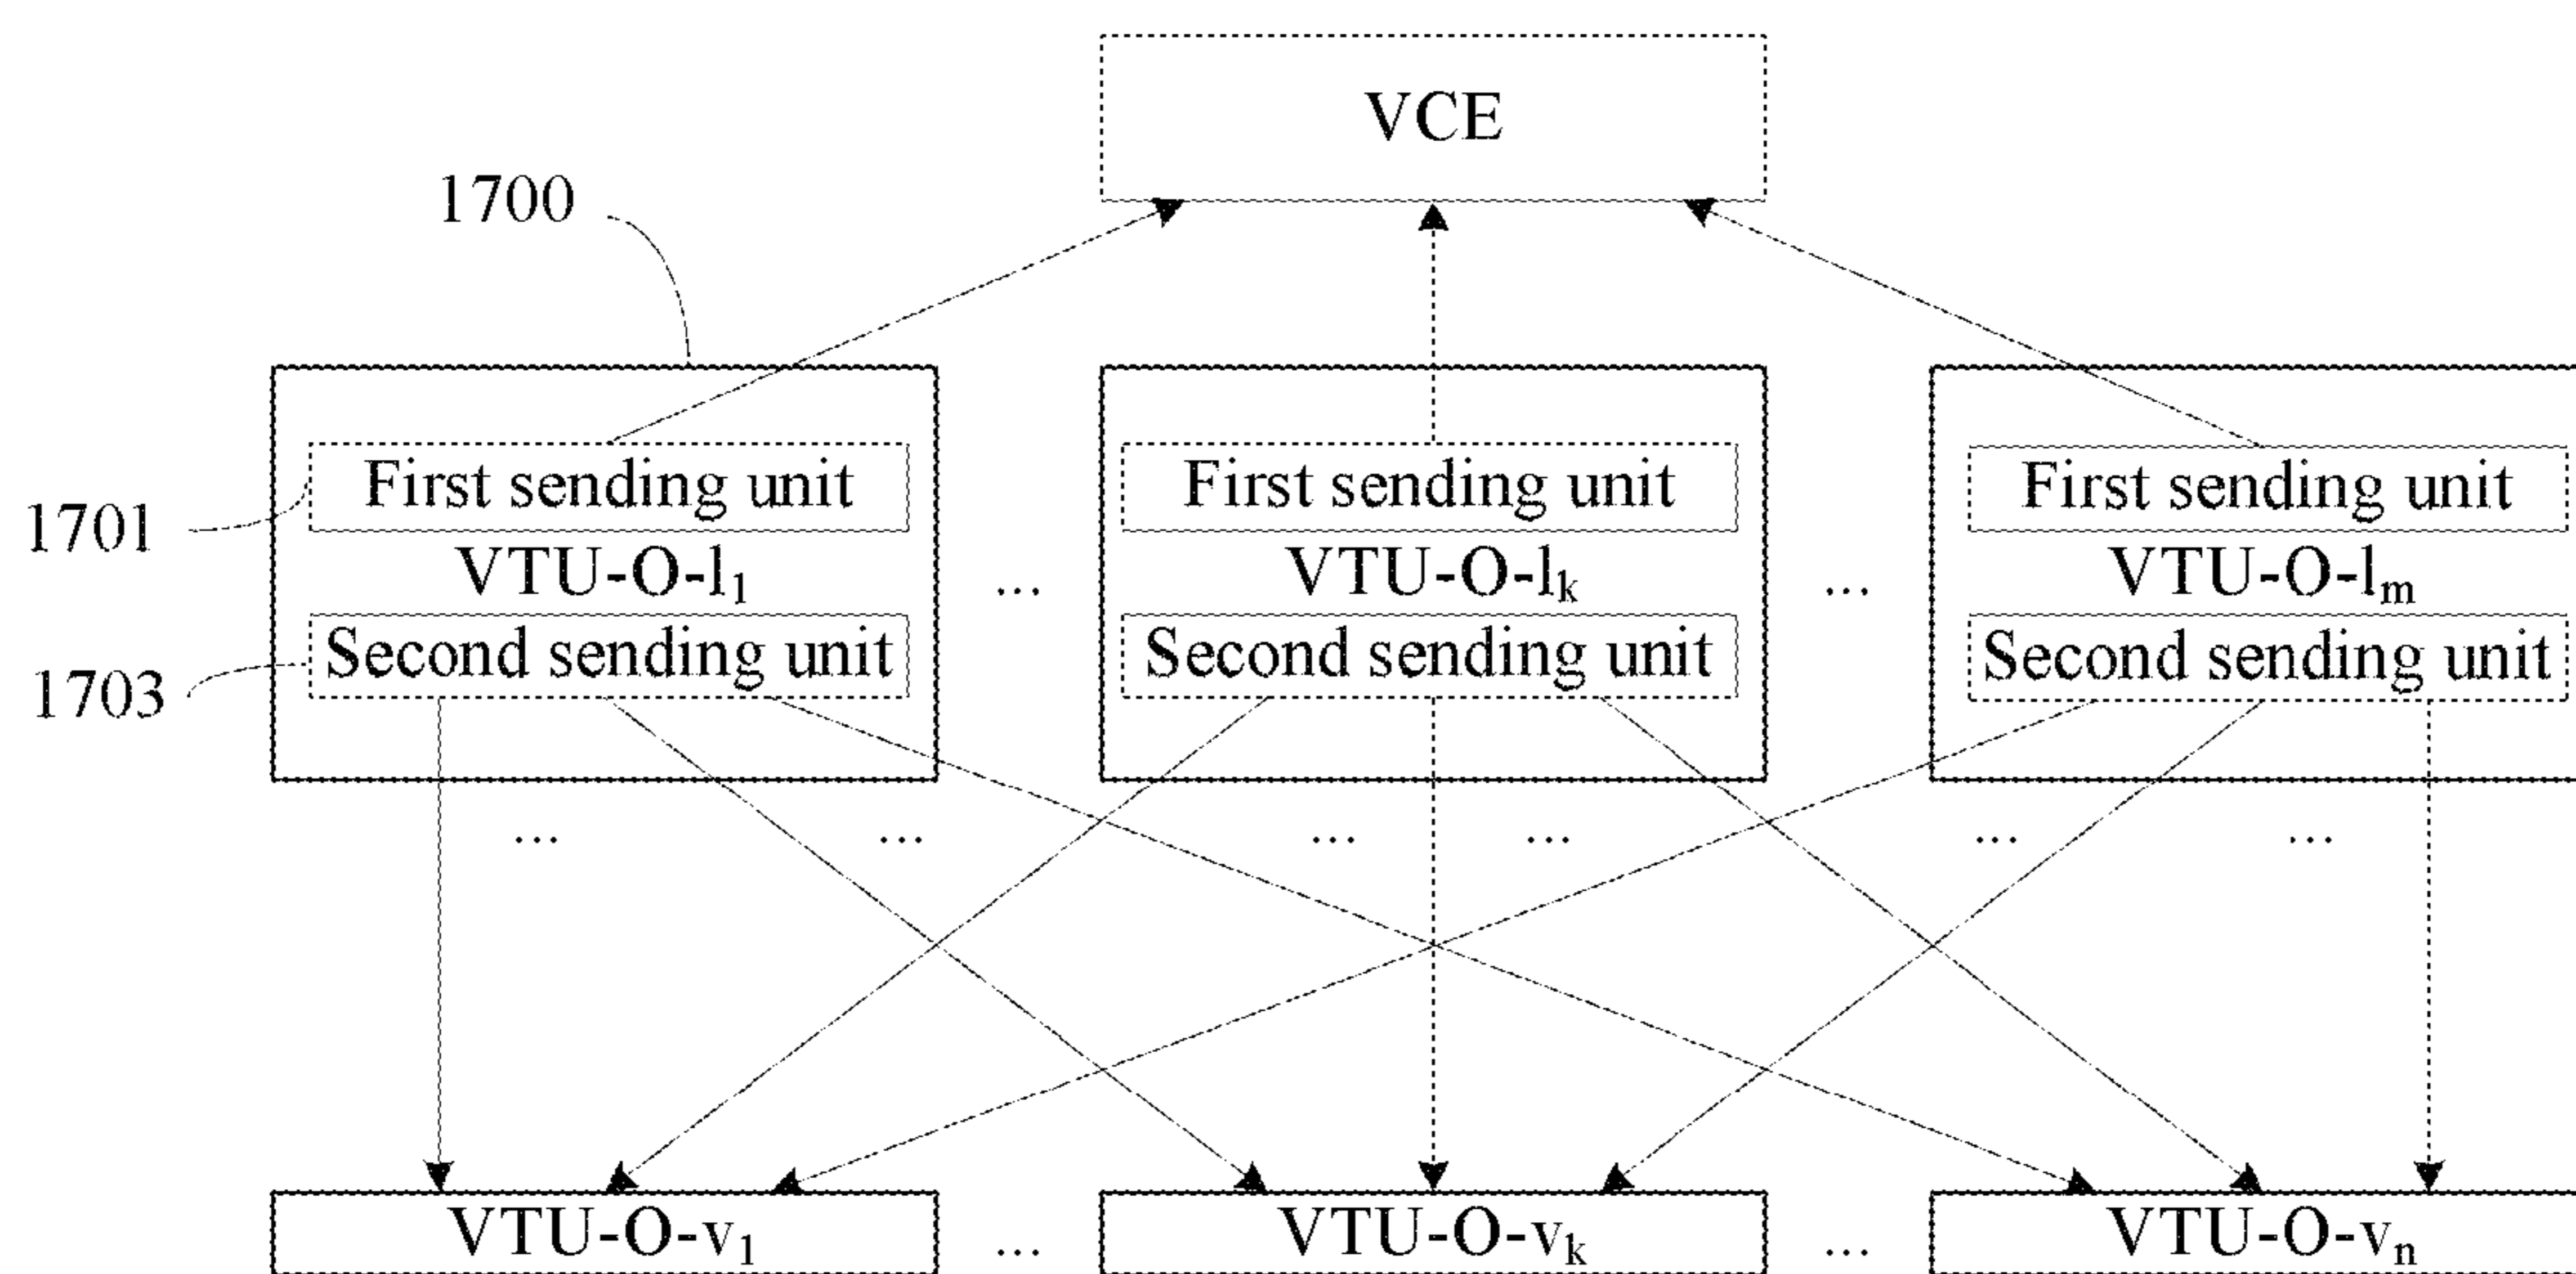 VCE
1700
First sending unit First sending unit First sending unit
1701
VTU-O-l₁ ... VTU-O-lₖ ... VTU-O-lₘ
Second sending unit Second sending unit Second sending unit
1703
... ... ... ... ... ...
VTU-O-v₁ ... VTU-O-vₖ ... VTU-O-vₙ